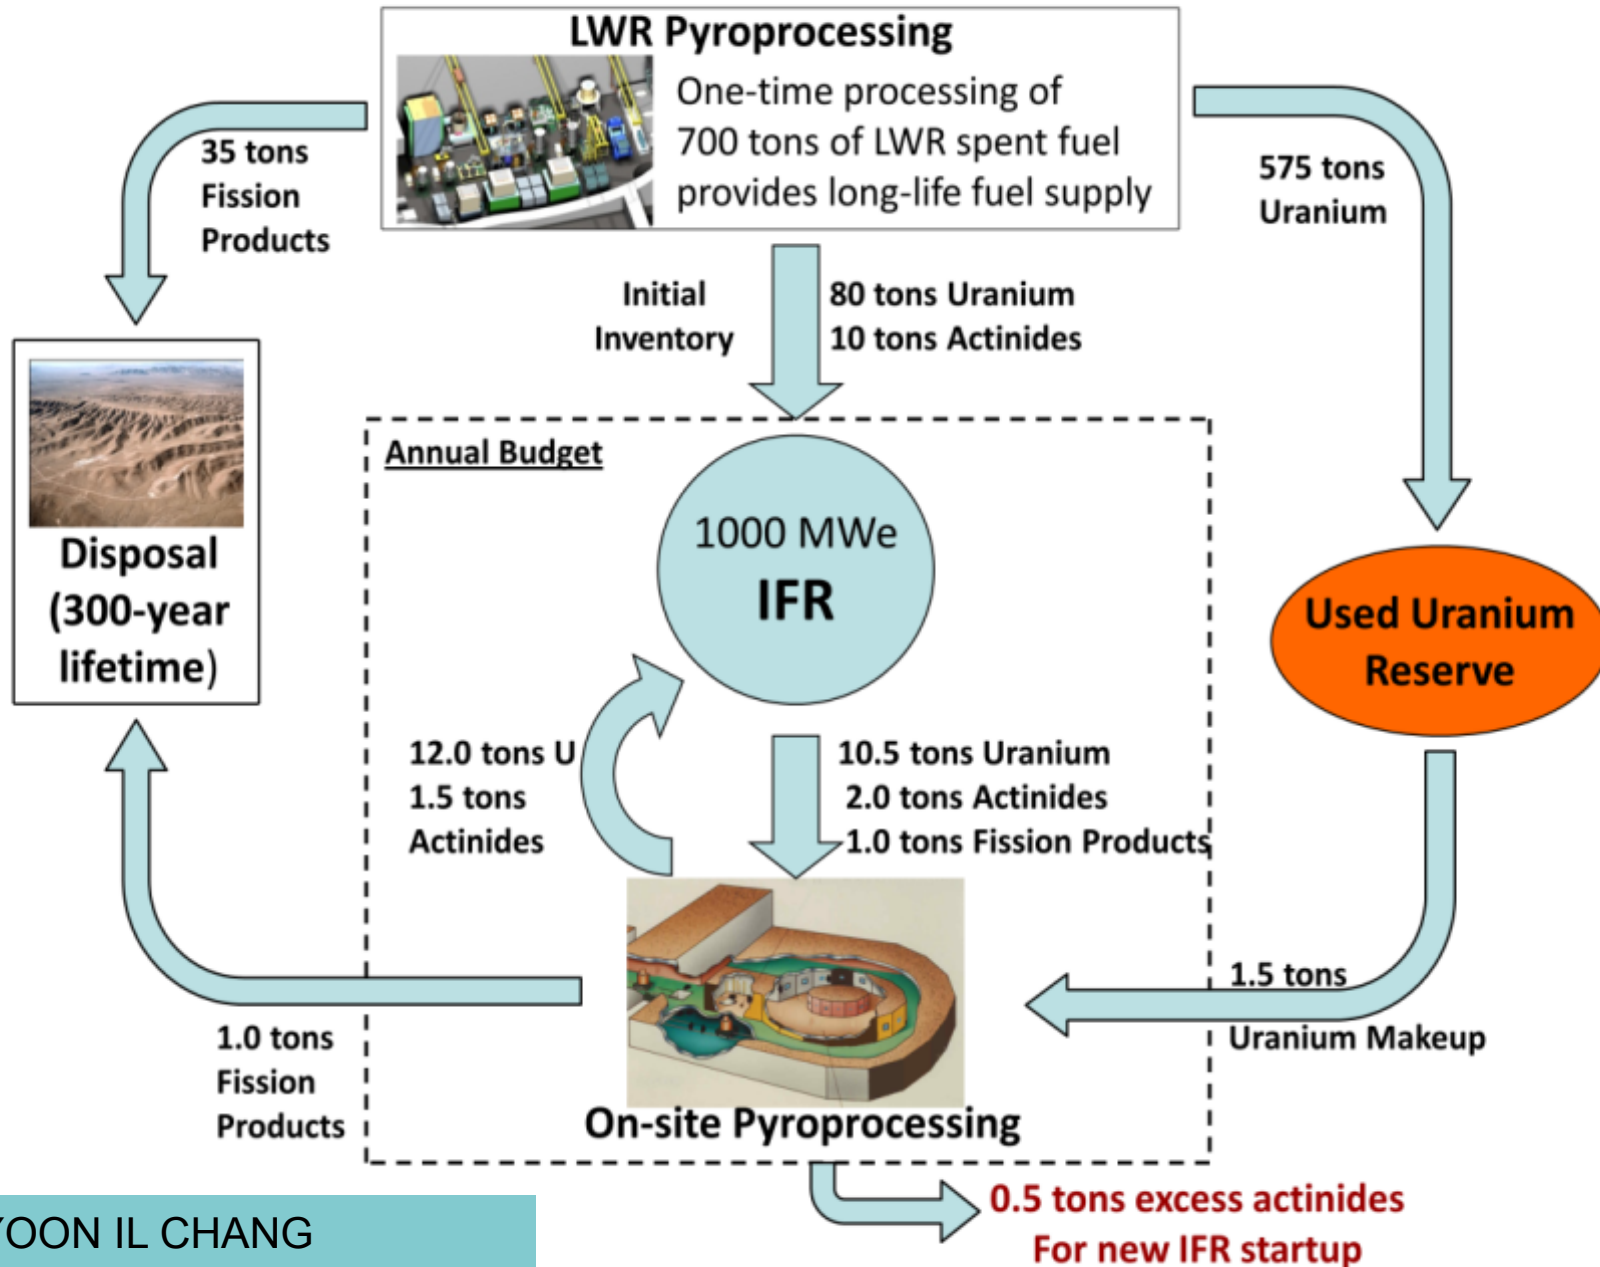 LWR Pyroprocessing
One-time processing of
700 tons of LWR spent fuel
provides long-life fuel supply
35 tons
Fission
Products
575 tons
Uranium
Initial
Inventory
80 tons Uranium
10 tons Actinides
Annual Budget
1000 MWe
IFR
Disposal
(300-year
lifetime)
Used Uranium
Reserve
12.0 tons U
1.5 tons
Actinides
10.5 tons Uranium
2.0 tons Actinides
1.0 tons Fission Products
1.5 tons
Uranium Makeup
1.0 tons
Fission
Products
On-site Pyroprocessing
0.5 tons excess actinides
For new IFR startup
YOON IL CHANG